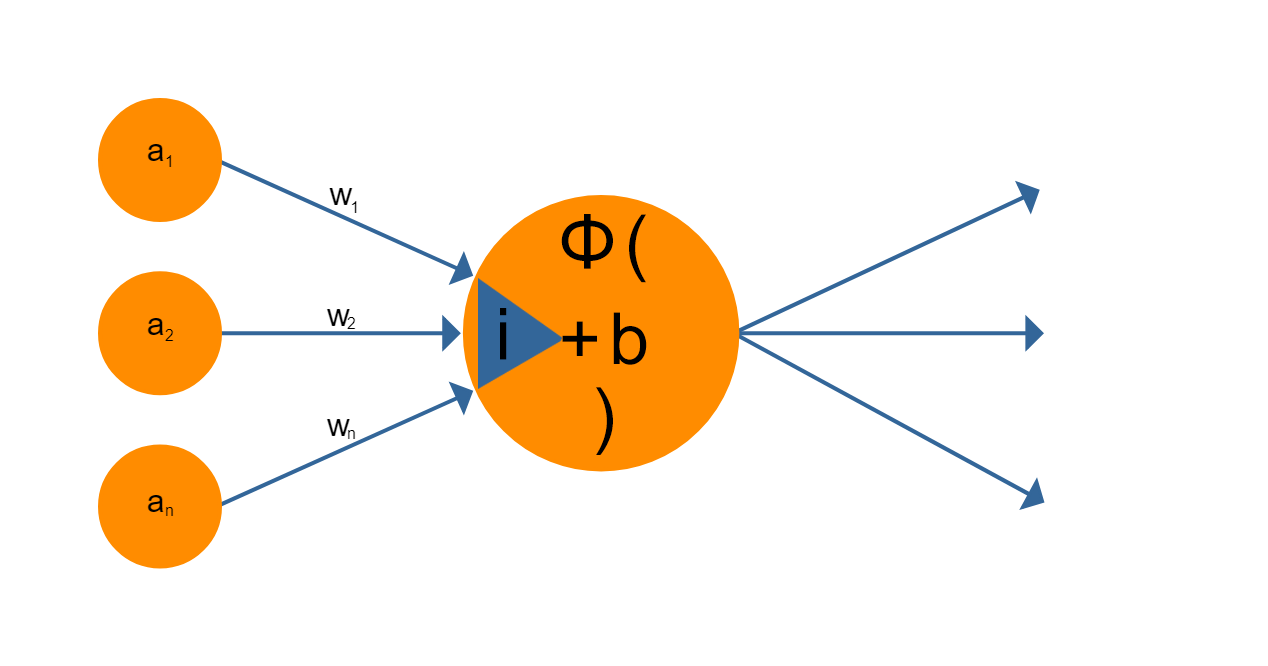 a₁
w₁
a₂
w₂
aₙ
wₙ
Φ(
i + b
)